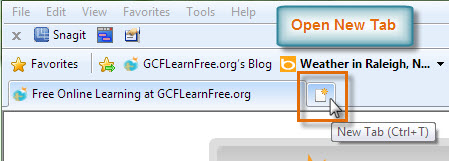 File Edit View Favorites Tools Help
Open New Tab
x Snagit
Favorites GCFLearnFree.org's Blog Weather in Raleigh, N...
Free Online Learning at GCFLearnFree.org
New Tab (Ctrl+T)